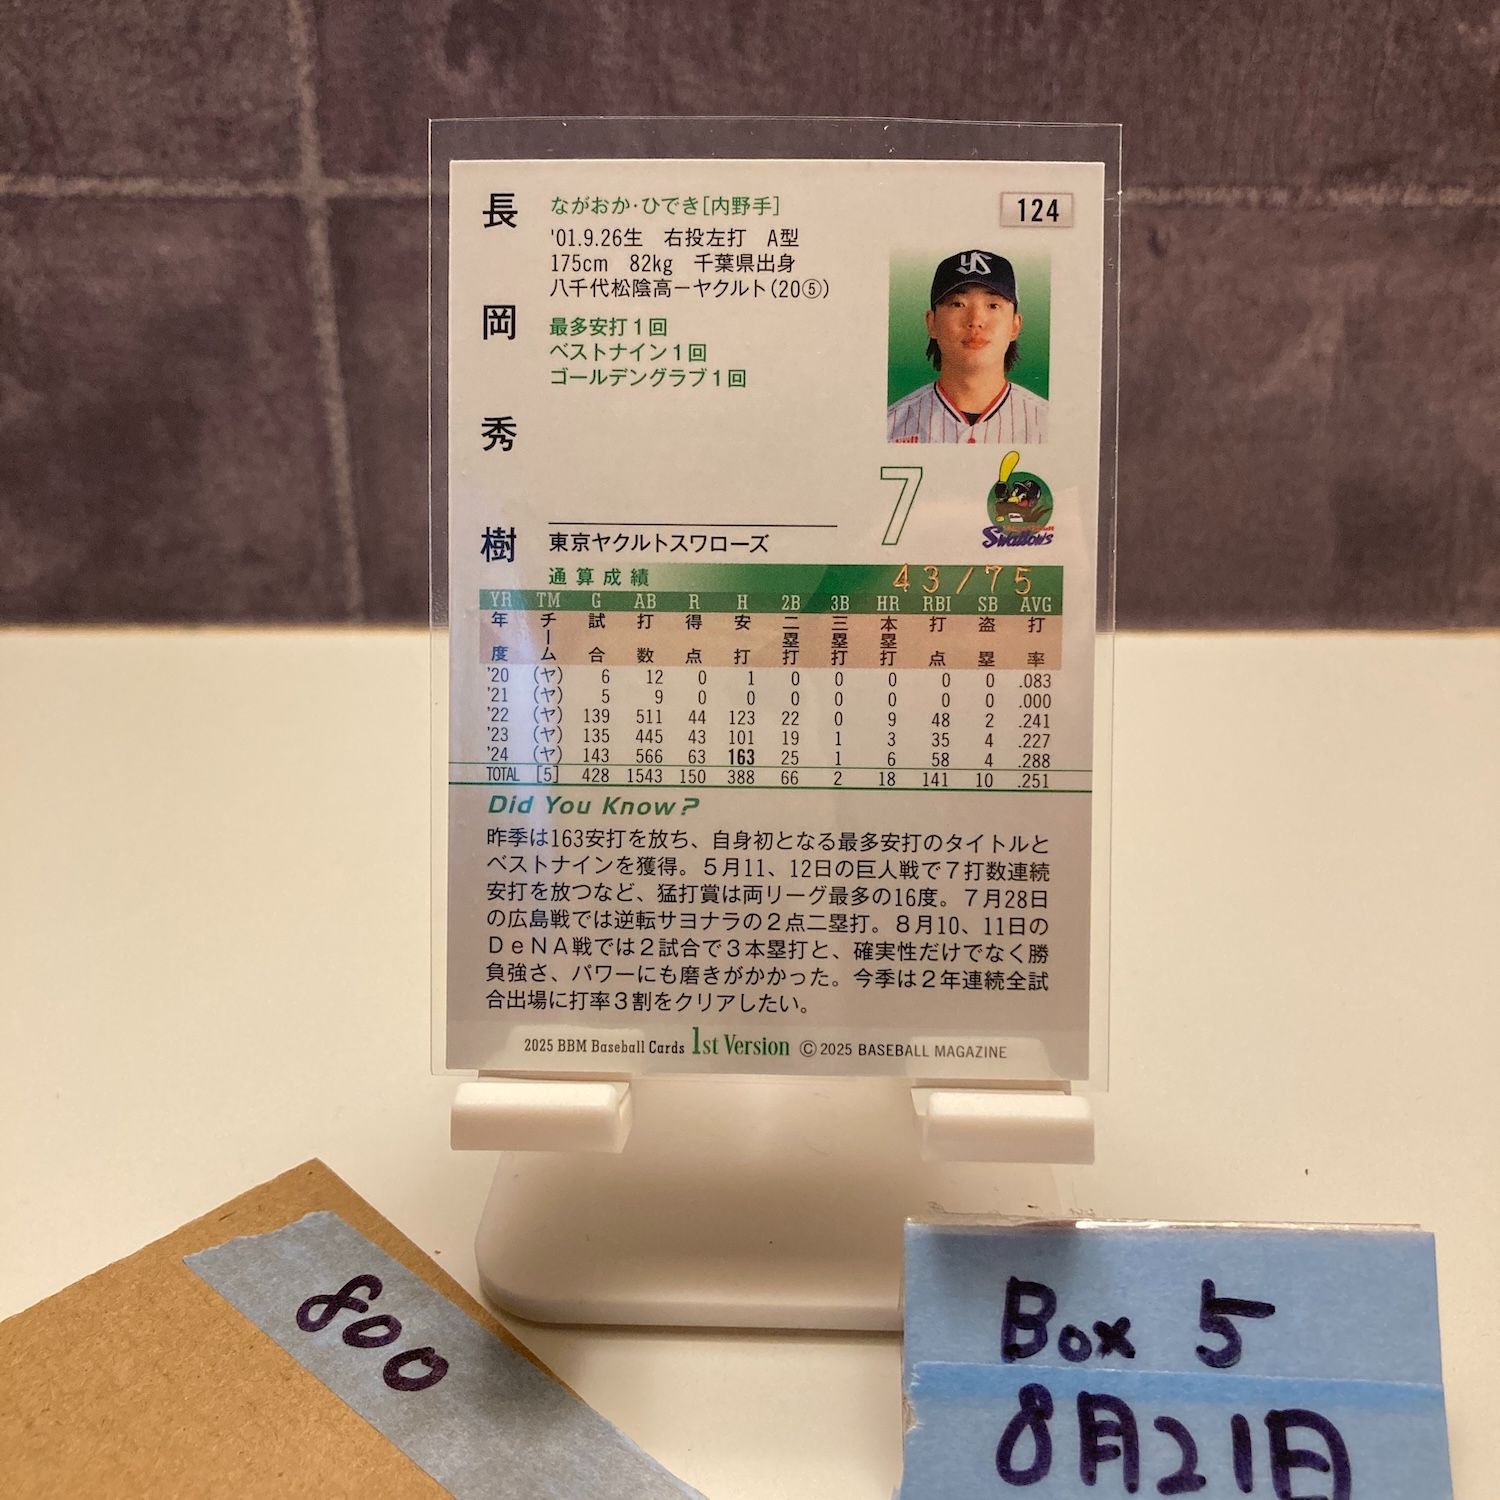 長岡秀樹
ながおか・ひでき[内野手]
'01.9.26生 右投左打 A型
175cm 82kg 千葉県出身
八千代松陰高－ヤクルト(20⑤)
最多安打1回
ベストナイン1回
ゴールデングラブ1回
124
YS
7
Swallows
東京ヤクルトスワローズ
通算成績
43/75
YR TM G AB R H 2B 3B HR RBI SB AVG
年度 チーム 試合 打数 得点 安打 二塁打 三塁打 本塁打 打点 盗塁 打率
'20 (ヤ) 6 12 0 1 0 0 0 0 0 .083
'21 (ヤ) 5 9 0 0 0 0 0 0 0 .000
'22 (ヤ) 139 511 44 123 22 0 9 48 2 .241
'23 (ヤ) 135 445 43 101 19 1 3 35 4 .227
'24 (ヤ) 143 566 63 163 25 1 6 58 4 .288
TOTAL [5] 428 1543 150 388 66 2 18 141 10 .251
Did You Know?
昨季は163安打を放ち、自身初となる最多安打のタイトルと
ベストナインを獲得。5月11、12日の巨人戦で7打数連続
安打を放つなど、猛打賞は両リーグ最多の16度。7月28日
の広島戦では逆転サヨナラの2点二塁打。8月10、11日の
DeNA戦では2試合で3本塁打と、確実性だけでなく勝
負強さ、パワーにも磨きがかかった。今季は2年連続全試
合出場に打率3割をクリアしたい。
2025 BBM Baseball Cards 1st Version ©2025 BASEBALL MAGAZINE
800
Box 5
8月21日